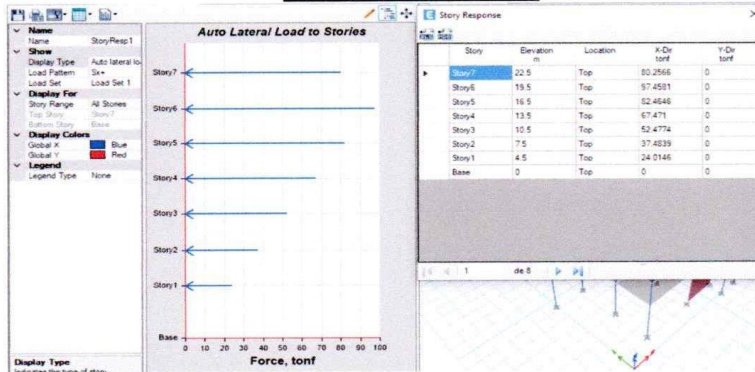 Name
Name StoryResp1
Show
Display Type Auto lateral lo
Load Pattern Sx+
Load Set Load Set 1
Display For
Story Range All Stories
Top Story Story7
Bottom Story Base
Display Colors
Global X Blue
Global Y Red
Legend
Legend Type None
Display Type
Auto Lateral Load to Stories
Story7
Story6
Story5
Story4
Story3
Story2
Story1
Base
0 10 20 30 40 50 60 70 80 90 100
Force, tonf
E Story Response
Story Elevation Location X-Dir Y-Dir
m tonf tonf
Story7 22.5 Top 80.2566 0
Story6 19.5 Top 97.4581 0
Story5 16.5 Top 82.4646 0
Story4 13.5 Top 67.471 0
Story3 10.5 Top 52.4774 0
Story2 7.5 Top 37.4839 0
Story1 4.5 Top 24.0146 0
Base 0 Top 0 0
1 de 8